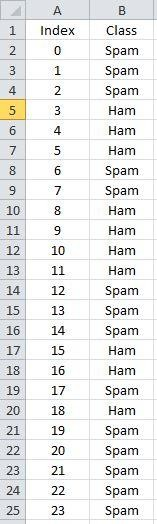 A B
1 Index Class
2 0 Spam
3 1 Spam
4 2 Spam
5 3 Ham
6 4 Ham
7 5 Ham
8 6 Spam
9 7 Spam
10 8 Ham
11 9 Ham
12 10 Ham
13 11 Ham
14 12 Spam
15 13 Spam
16 14 Spam
17 15 Ham
18 16 Ham
19 17 Spam
20 18 Ham
21 19 Spam
22 20 Spam
23 21 Spam
24 22 Spam
25 23 Spam